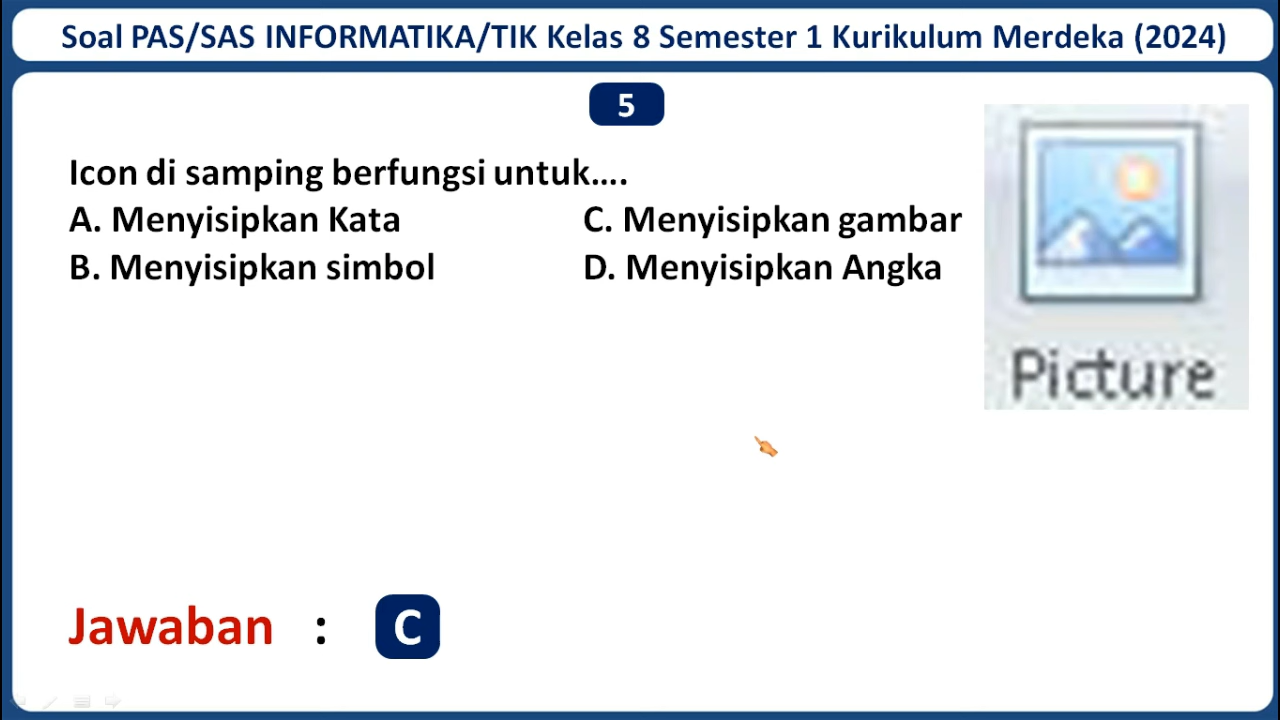 Soal PAS/SAS INFORMATIKA/TIK Kelas 8 Semester 1 Kurikulum Merdeka (2024)
5
Icon di samping berfungsi untuk....
A. Menyisipkan Kata
B. Menyisipkan simbol
C. Menyisipkan gambar
D. Menyisipkan Angka
Picture
Jawaban : C